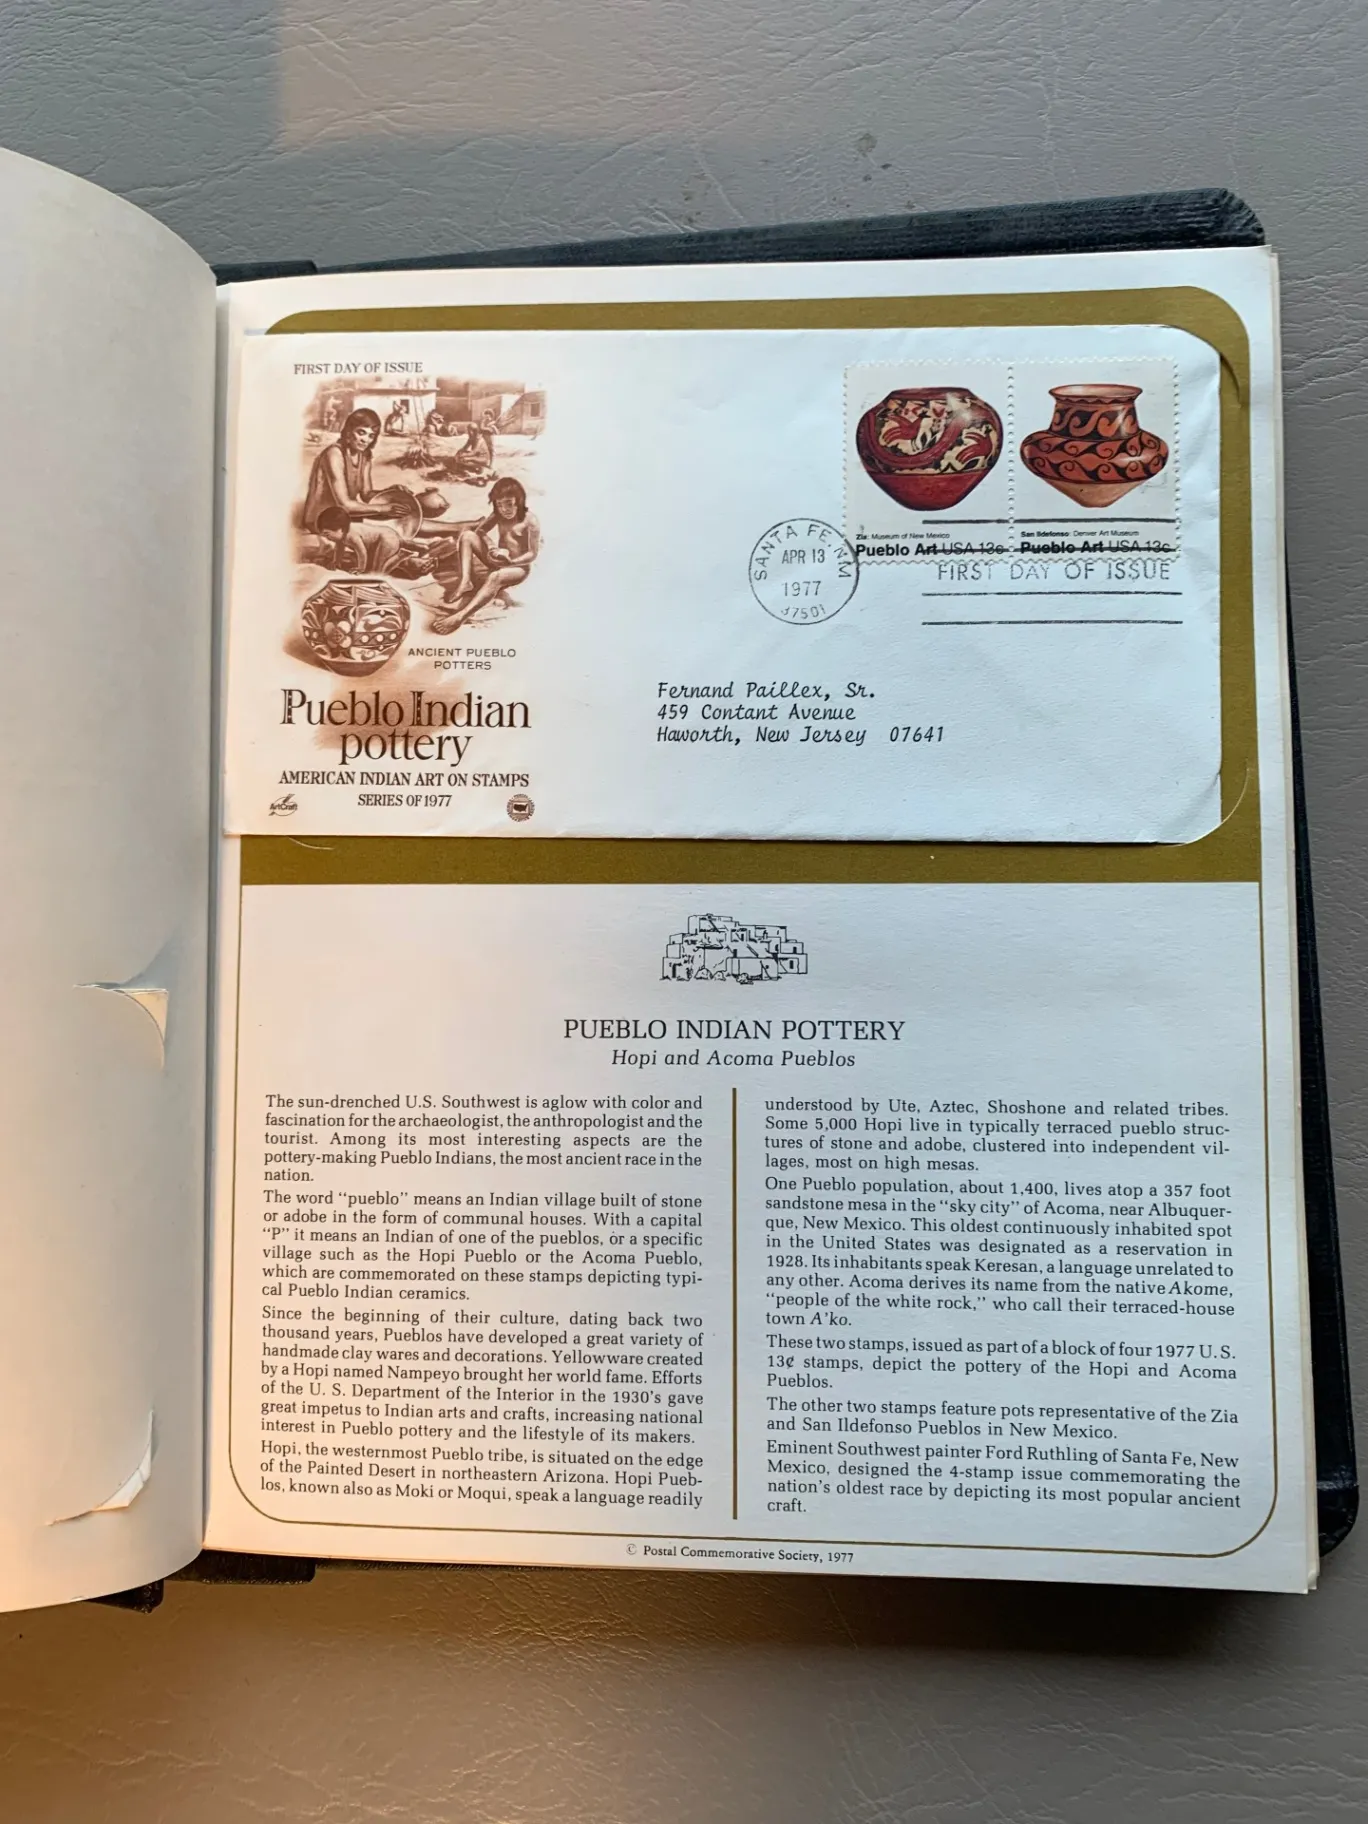 FIRST DAY OF ISSUE
ANCIENT PUEBLO
POTTERS
Pueblo Indian
pottery
AMERICAN INDIAN ART ON STAMPS
SERIES OF 1977
ArtCraft
Zia: Museum of New Mexico
Pueblo Art USA 13c
San Ildefonso: Denver Art Museum
Pueblo Art USA 13c
SANTA FE, NM
APR 13
1977
87501
FIRST DAY OF ISSUE
Fernand Paillex, Sr.
459 Contant Avenue
Haworth, New Jersey 07641
PUEBLO INDIAN POTTERY
Hopi and Acoma Pueblos
The sun-drenched U.S. Southwest is aglow with color and
fascination for the archaeologist, the anthropologist and the
tourist. Among its most interesting aspects are the
pottery-making Pueblo Indians, the most ancient race in the
nation.
The word “pueblo” means an Indian village built of stone
or adobe in the form of communal houses. With a capital
“P” it means an Indian of one of the pueblos, or a specific
village such as the Hopi Pueblo or the Acoma Pueblo,
which are commemorated on these stamps depicting typi-
cal Pueblo Indian ceramics.
Since the beginning of their culture, dating back two
thousand years, Pueblos have developed a great variety of
handmade clay wares and decorations. Yellowware created
by a Hopi named Nampeyo brought her world fame. Efforts
of the U. S. Department of the Interior in the 1930's gave
great impetus to Indian arts and crafts, increasing national
interest in Pueblo pottery and the lifestyle of its makers.
Hopi, the westernmost Pueblo tribe, is situated on the edge
of the Painted Desert in northeastern Arizona. Hopi Pueb-
los, known also as Moki or Moqui, speak a language readily
understood by Ute, Aztec, Shoshone and related tribes.
Some 5,000 Hopi live in typically terraced pueblo struc-
tures of stone and adobe, clustered into independent vil-
lages, most on high mesas.
One Pueblo population, about 1,400, lives atop a 357 foot
sandstone mesa in the “sky city” of Acoma, near Albuquer-
que, New Mexico. This oldest continuously inhabited spot
in the United States was designated as a reservation in
1928. Its inhabitants speak Keresan, a language unrelated to
any other. Acoma derives its name from the native Akome,
“people of the white rock,” who call their terraced-house
town A'ko.
These two stamps, issued as part of a block of four 1977 U.S.
13¢ stamps, depict the pottery of the Hopi and Acoma
Pueblos.
The other two stamps feature pots representative of the Zia
and San Ildefonso Pueblos in New Mexico.
Eminent Southwest painter Ford Ruthling of Santa Fe, New
Mexico, designed the 4-stamp issue commemorating the
nation's oldest race by depicting its most popular ancient
craft.
© Postal Commemorative Society, 1977